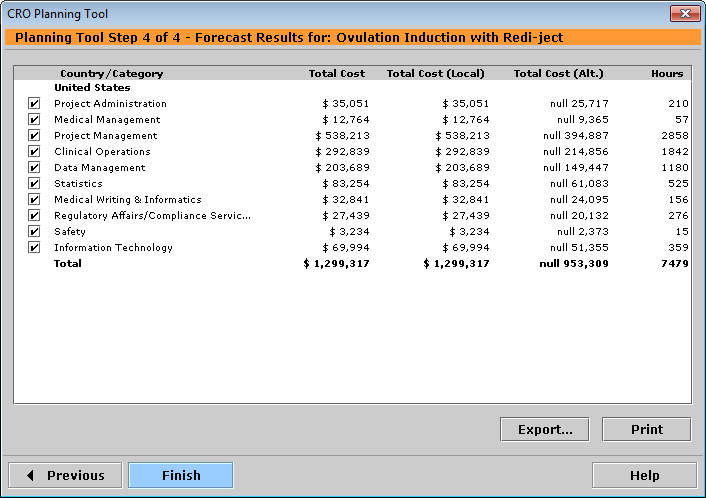 CRO Planning Tool
Planning Tool Step 4 of 4 - Forecast Results for: Ovulation Induction with Redi-ject
Country/Category Total Cost Total Cost (Local) Total Cost (Alt.) Hours
United States
Project Administration $ 35,051 $ 35,051 null 25,717 210
Medical Management $ 12,764 $ 12,764 null 9,365 57
Project Management $ 538,213 $ 538,213 null 394,887 2858
Clinical Operations $ 292,839 $ 292,839 null 214,856 1842
Data Management $ 203,689 $ 203,689 null 149,447 1180
Statistics $ 83,254 $ 83,254 null 61,083 525
Medical Writing & Informatics $ 32,841 $ 32,841 null 24,095 156
Regulatory Affairs/Compliance Servic... $ 27,439 $ 27,439 null 20,132 276
Safety $ 3,234 $ 3,234 null 2,373 15
Information Technology $ 69,994 $ 69,994 null 51,355 359
Total $ 1,299,317 $ 1,299,317 null 953,309 7479
Export... Print
Previous Finish Help